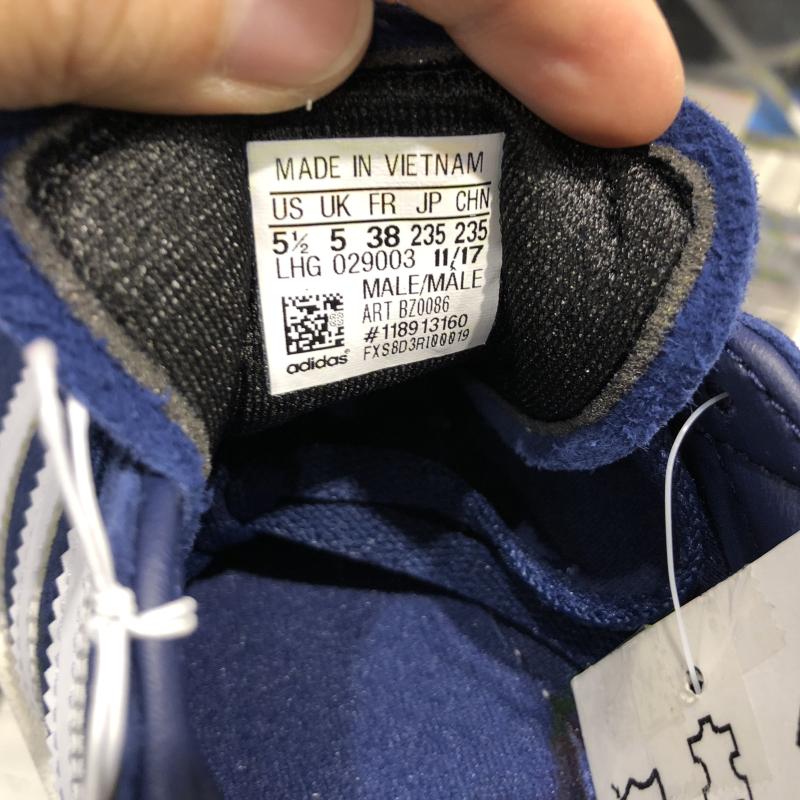 MADE IN VIETNAM
US UK FR JP CHN
5½ 5 38 235 235
LHG 029003 11/17
MALE/MÂLE
ART BZ0086
#118913160
FXS8D3RI00019
adidas®